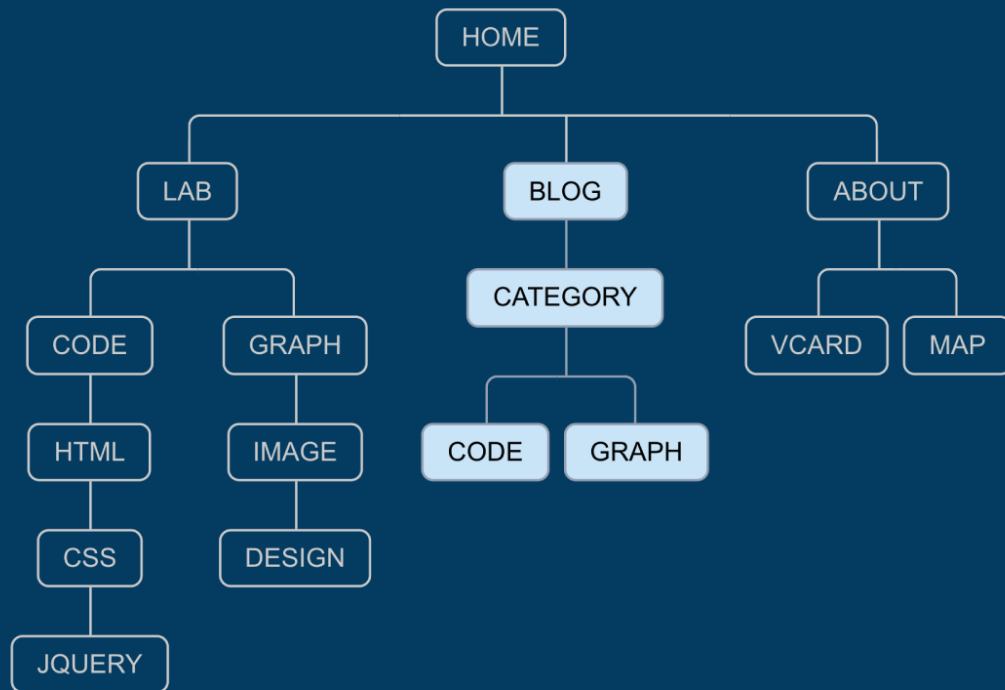 HOME
LAB
BLOG
ABOUT
CATEGORY
CODE
GRAPH
VCARD
MAP
HTML
IMAGE
CODE
GRAPH
CSS
DESIGN
JQUERY